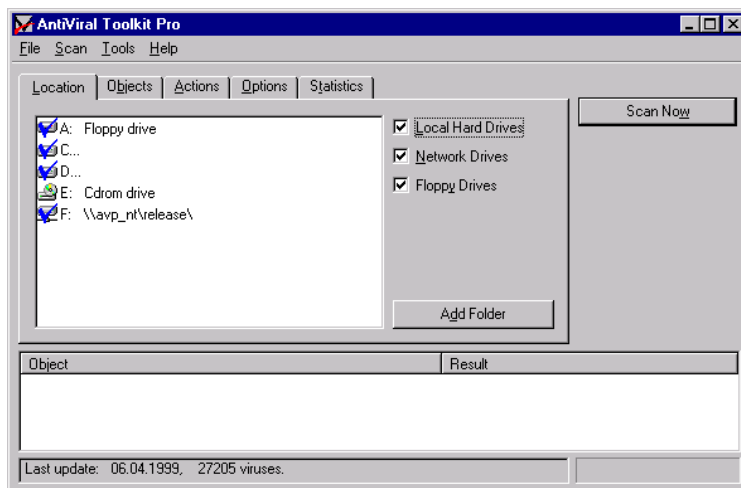 AntiViral Toolkit Pro
File Scan Tools Help
Location Objects Actions Options Statistics
A: Floppy drive
C...
D...
E: Cdrom drive
F: \\avp_nt\release\
Local Hard Drives
Network Drives
Floppy Drives
Add Folder
Scan Now
Object Result
Last update: 06.04.1999, 27205 viruses.